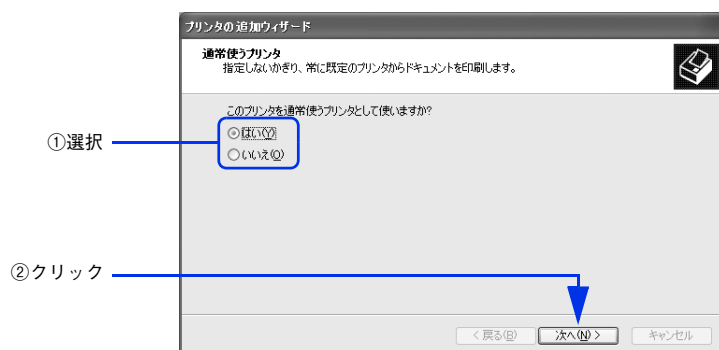 プリンタの追加ウィザード
通常使うプリンタ
指定しないかぎり、常に既定のプリンタからドキュメントを印刷します。
このプリンタを通常使うプリンタとして使いますか?
①選択
はい(Y)
いいえ(O)
②クリック
< 戻る(B)
次へ(N) >
キャンセル